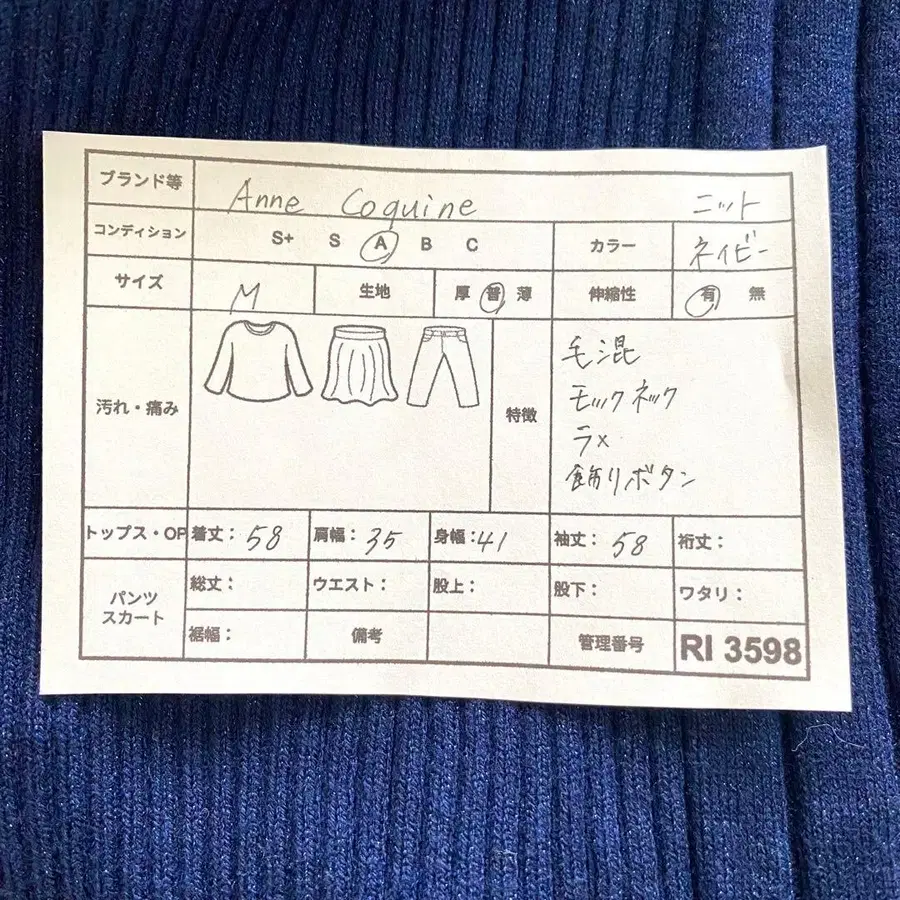 ブランド等 Anne Coquine ニット
コンディション S+ S A B C カラー ネイビー
サイズ M 生地 厚 普 薄 伸縮性 有 無
汚れ・痛み 特徴
毛混
モックネック
ラメ
飾りボタン
トップス・OP 着丈: 58 肩幅: 35 身幅: 41 袖丈: 58 裄丈:
パンツ
スカート
総丈: ウエスト: 股上: 股下: ワタリ:
裾幅: 備考 管理番号 RI 3598